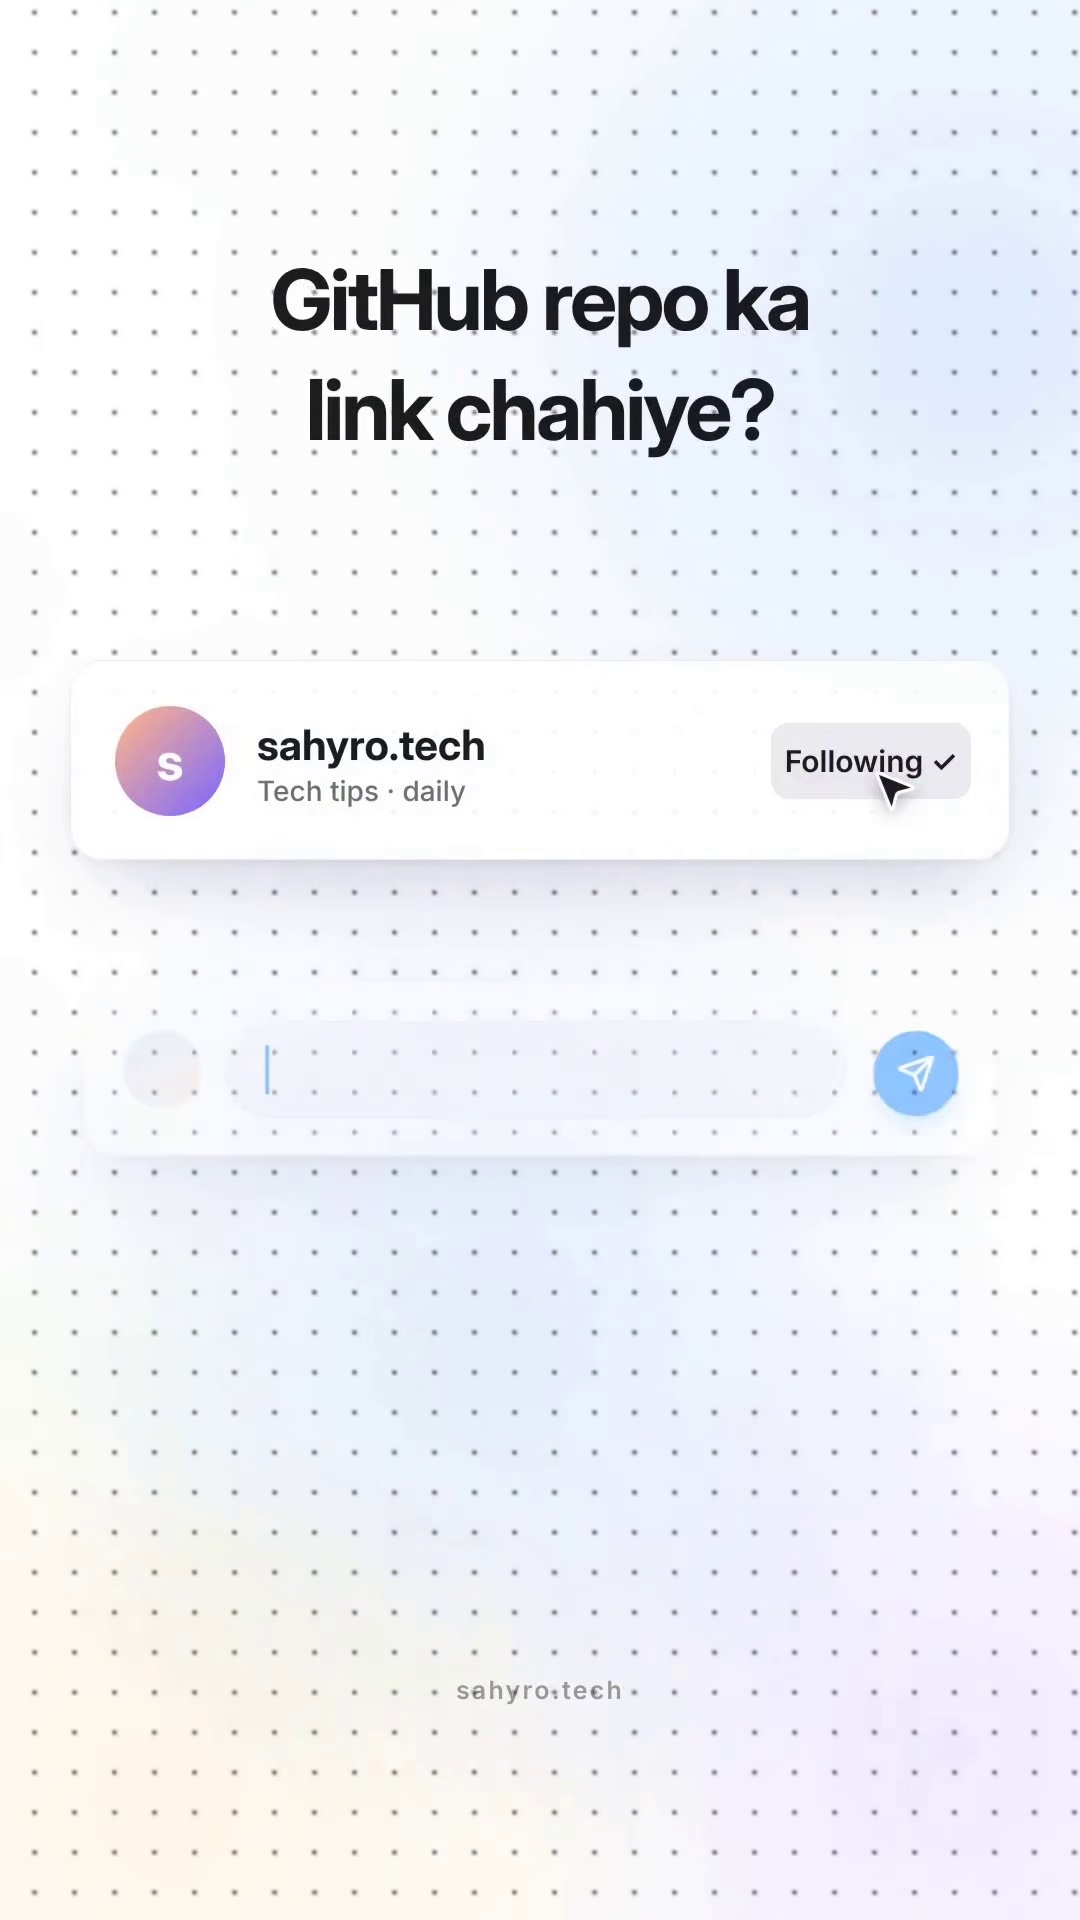 GitHub repo ka
link chahiye?
s
sahyro.tech
Tech tips · daily
Following ✓
sahyro.tech